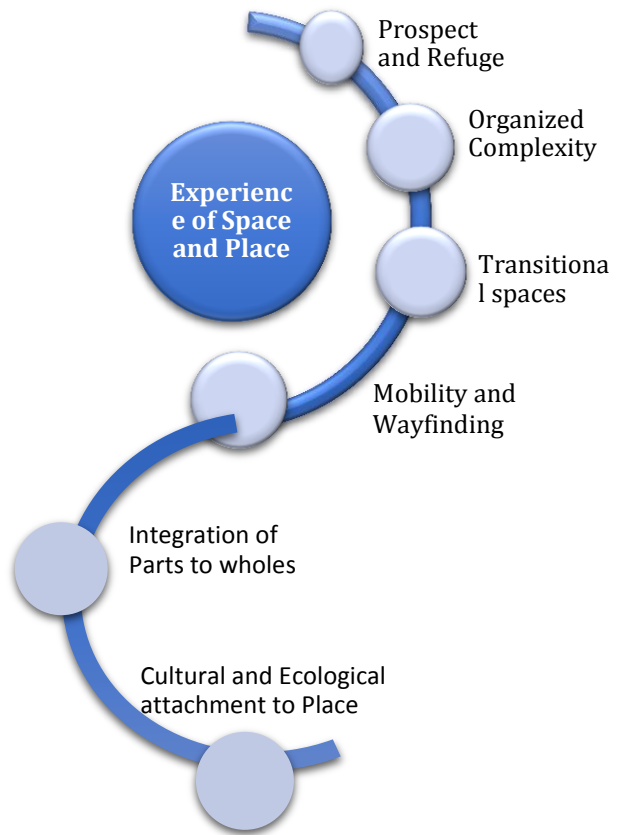 Prospect
and Refuge
Organized
Complexity
Experienc
e of Space
and Place
Transitiona
l spaces
Mobility and
Wayfinding
Integration of
Parts to wholes
Cultural and Ecological
attachment to Place